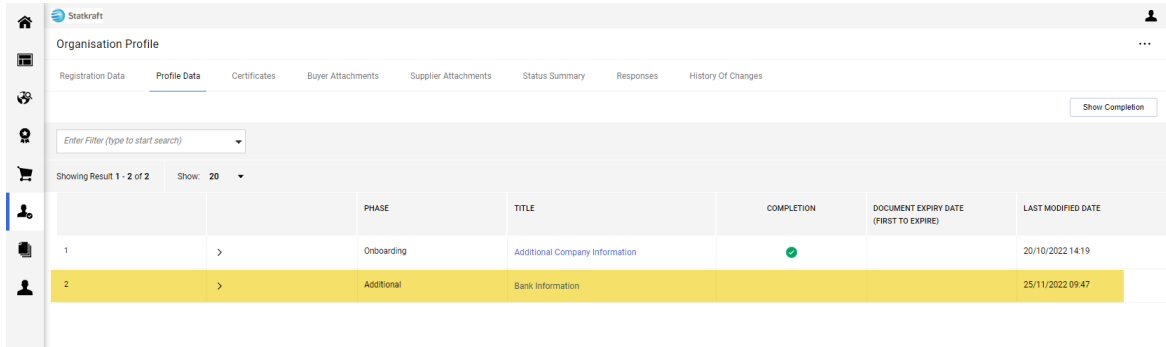 Statkraft
Organisation Profile
Registration Data Profile Data Certificates Buyer Attachments Supplier Attachments Status Summary Responses History Of Changes
Show Completion
Enter Filter (type to start search)
Showing Result 1 - 2 of 2 Show: 20
PHASE TITLE COMPLETION DOCUMENT EXPIRY DATE LAST MODIFIED DATE
(FIRST TO EXPIRE)
1 Onboarding Additional Company Information 20/10/2022 14:19
2 Additional Bank Information 25/11/2022 09:47